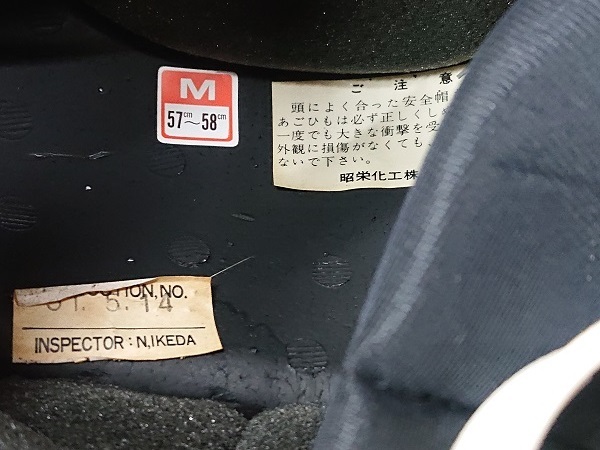 M
57cm~58cm
ご注意
頭によく合った安全帽
あごひもは必ず正しくし
一度でも大きな衝撃を受
外観に損傷がなくても、
ないで下さい。
昭栄化工株
NO.
5.14
INSPECTOR: N,IKEDA